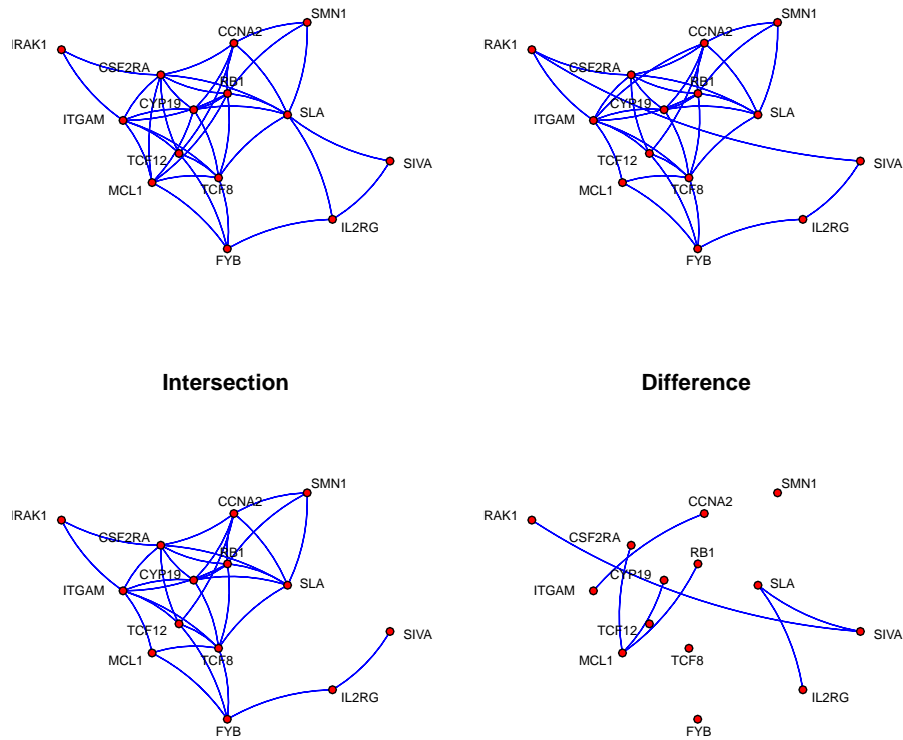 SMN1
CCNA2
IRAK1
CSF2RA
RB1
CYP19
ITGAM
SLA
TCF12
SIVA
MCL1
TCF8
IL2RG
FYB
SMN1
CCNA2
RAK1
CSF2RA
RB1
CYP19
ITGAM
SLA
TCF12
SIVA
MCL1
TCF8
IL2RG
FYB
Intersection
Difference
SMN1
CCNA2
IRAK1
CSF2RA
RB1
CYP19
ITGAM
SLA
TCF12
SIVA
MCL1
TCF8
IL2RG
FYB
SMN1
CCNA2
RAK1
CSF2RA
RB1
CYP19
ITGAM
SLA
TCF12
SIVA
MCL1
TCF8
IL2RG
FYB